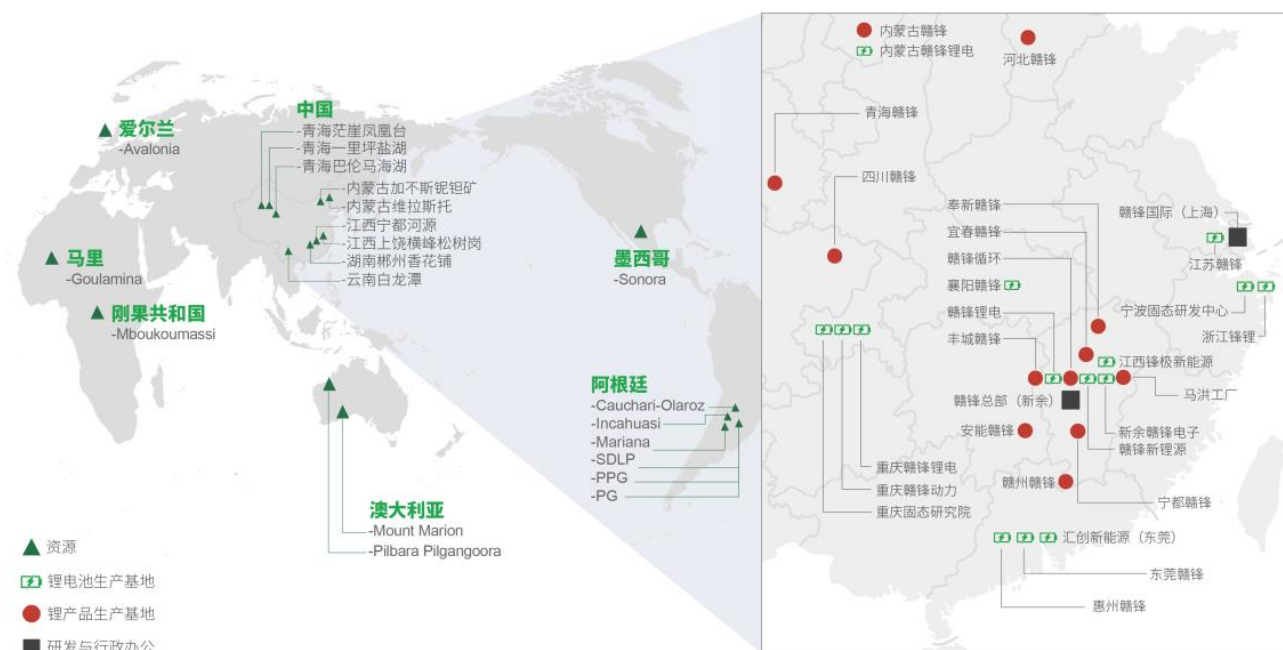 爱尔兰
-Avalonia
中国
-青海茫崖凤凰台
-青海一里坪盐湖
-青海巴伦马海湖
-内蒙古加不斯铌钽矿
-内蒙古维拉斯托
-江西宁都河源
-江西上饶横峰松树岗
-湖南郴州香花铺
-云南白龙潭
马里
-Goulamina
刚果共和国
-Mboukoumassi
墨西哥
-Sonora
阿根廷
-Cauchari-Olaroz
-Incahuasi
-Mariana
-SDLP
-PPG
-PG
澳大利亚
-Mount Marion
-Pilbara Pilgangoora
资源
锂电池生产基地
锂产品生产基地
研发与行政办公
内蒙古赣锋
内蒙古赣锋锂电
河北赣锋
青海赣锋
四川赣锋
奉新赣锋
宜春赣锋
赣锋循环
襄阳赣锋
赣锋锂电
丰城赣锋
赣锋国际（上海）
江苏赣锋
宁波固态研发中心
浙江锋锂
江西锋极新能源
马洪工厂
赣锋总部（新余）
安能赣锋
新余赣锋电子
赣锋新锂源
重庆赣锋锂电
重庆赣锋动力
重庆固态研究院
赣州赣锋
宁都赣锋
汇创新能源（东莞）
东莞赣锋
惠州赣锋